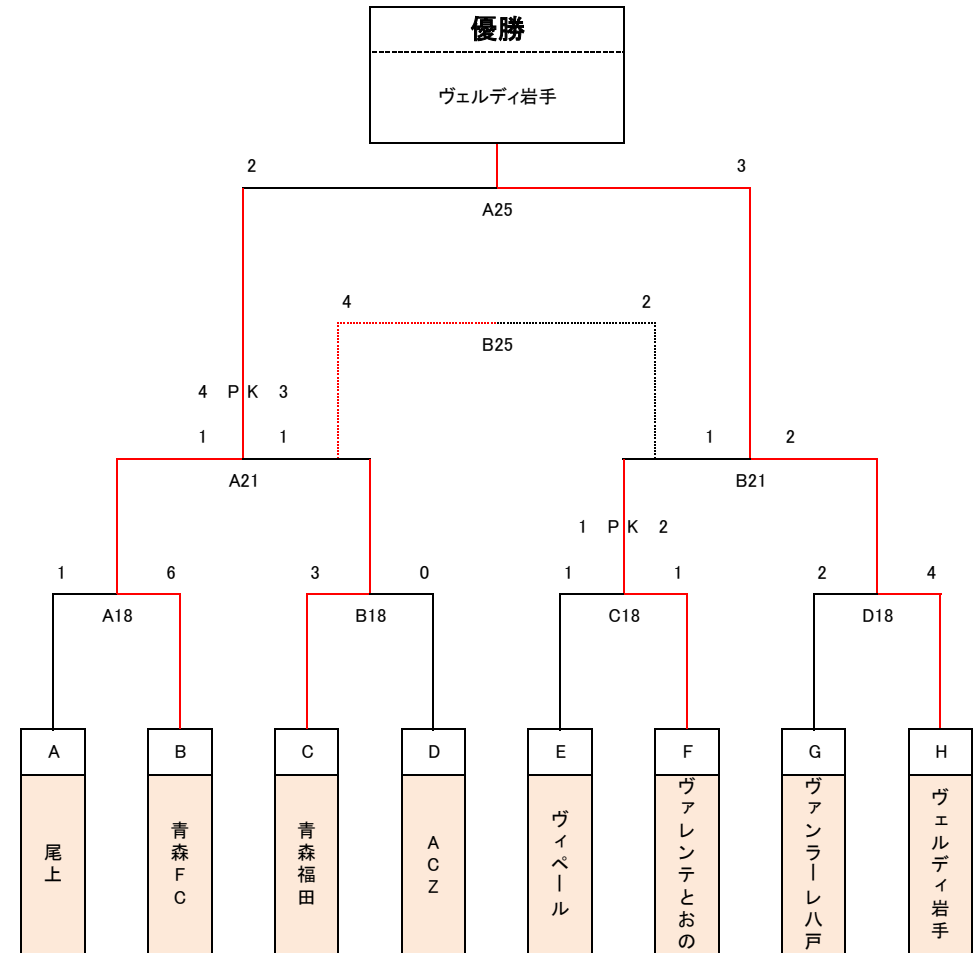 優勝
ヴェルディ岩手
2 3
A25
4 2
B25
4 PK 3
1 1 1 2
A21 B21
1 PK 2
1 6 3 0 1 1 2 4
A18 B18 C18 D18
A B C D E F G H
尾上
青森FC
青森福田
ACZ
ヴィペール
ヴァレンテとおの
ヴァンラーレ八戸
ヴェルディ岩手